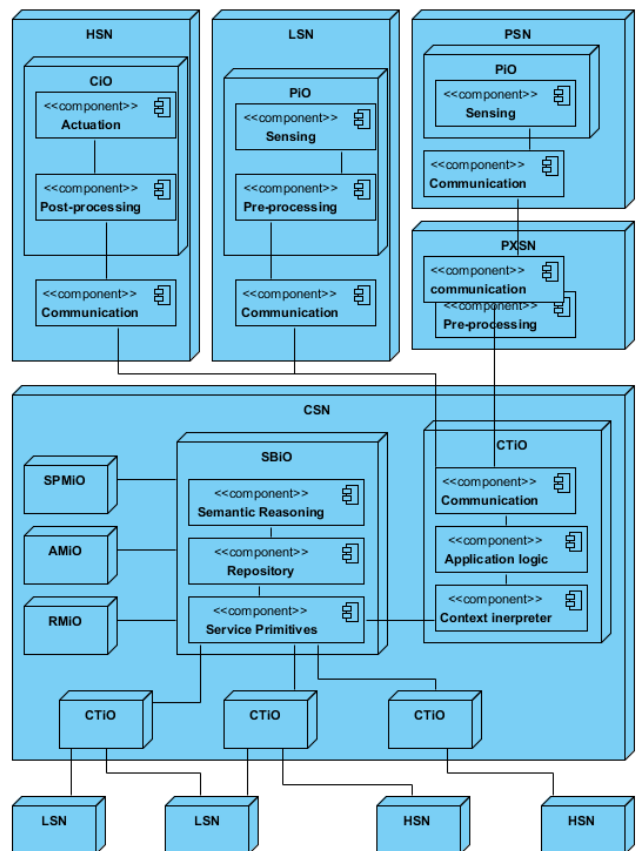 HSN
CiO
<<component>>
Actuation
<<component>>
Post-processing
<<component>>
Communication
LSN
PiO
<<component>>
Sensing
<<component>>
Pre-processing
<<component>>
Communication
PSN
PiO
<<component>>
Sensing
<<component>>
Communication
PXSN
<<component>>
communication
<<component>>
Pre-processing
CSN
SPMiO
AMiO
RMiO
SBiO
<<component>>
Semantic Reasoning
<<component>>
Repository
<<component>>
Service Primitives
CTiO
<<component>>
Communication
<<component>>
Application logic
<<component>>
Context inerpreter
CTiO
CTiO
CTiO
LSN
LSN
HSN
HSN